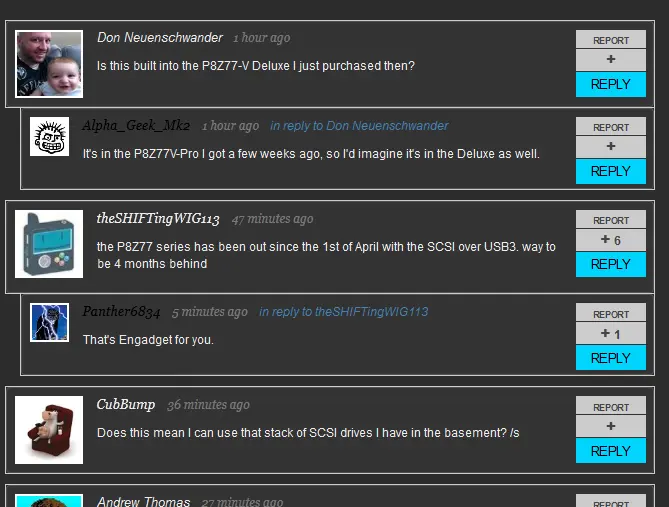 Don Neuenschwander 1 hour ago
REPORT
Is this built into the P8Z77-V Deluxe I just purchased then?
+
REPLY
Alpha_Geek_Mk2 1 hour ago in reply to Don Neuenschwander
REPORT
It's in the P8Z77V-Pro I got a few weeks ago, so I'd imagine it's in the Deluxe as well.
+
REPLY
theSHIFTingWIG113 47 minutes ago
REPORT
the P8Z77 series has been out since the 1st of April with the SCSI over USB3. way to
be 4 months behind
+ 6
REPLY
Panther6834 5 minutes ago in reply to theSHIFTingWIG113
REPORT
That's Engadget for you.
+ 1
REPLY
CubBump 36 minutes ago
REPORT
Does this mean I can use that stack of SCSI drives I have in the basement? /s
+
REPLY
Andrew Thomas 27 minutes ago
REPORT